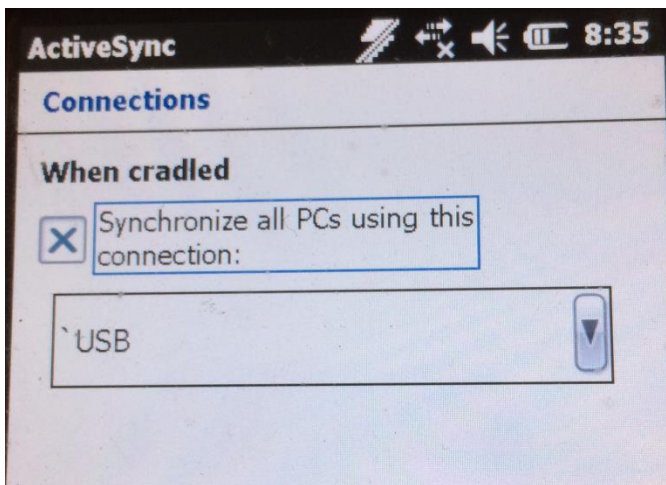 ActiveSync 8:35
Connections
When cradled
Synchronize all PCs using this
connection:
`USB